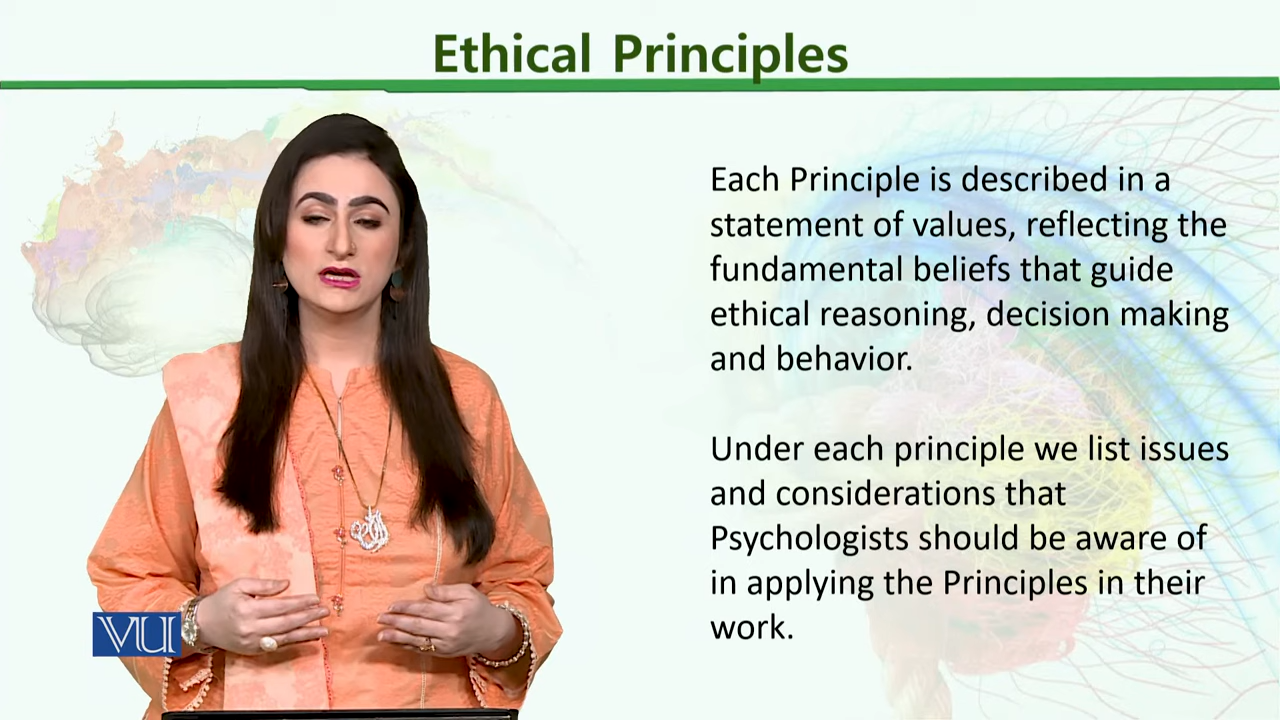 Ethical Principles
Each Principle is described in a
statement of values, reflecting the
fundamental beliefs that guide
ethical reasoning, decision making
and behavior.
Under each principle we list issues
and considerations that
Psychologists should be aware of
in applying the Principles in their
work.
VU